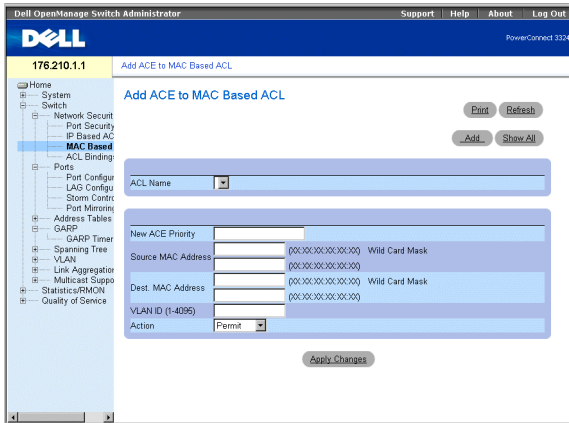 Dell OpenManage Switch Administrator
Support Help About Log Out
DELL
PowerConnect 3324
176.210.1.1
Add ACE to MAC Based ACL
Home
System
Switch
Network Securit
Port Security
IP Based AC
MAC Based
ACL Binding
Ports
Port Configur
LAG Configu
Storm Contro
Port Mirroring
Address Tables
GARP
GARP Timer
Spanning Tree
VLAN
Link Aggregation
Multicast Suppo
Statistics/RMON
Quality of Service
Add ACE to MAC Based ACL
Print Refresh
Add Show All
ACL Name
New ACE Priority
Source MAC Address (XX:XX:XX:XX:XX:XX) Wild Card Mask
(XX:XX:XX:XX:XX:XX)
Dest. MAC Address (XX:XX:XX:XX:XX:XX) Wild Card Mask
(XX:XX:XX:XX:XX:XX)
VLAN ID (1-4095)
Action Permit
Apply Changes